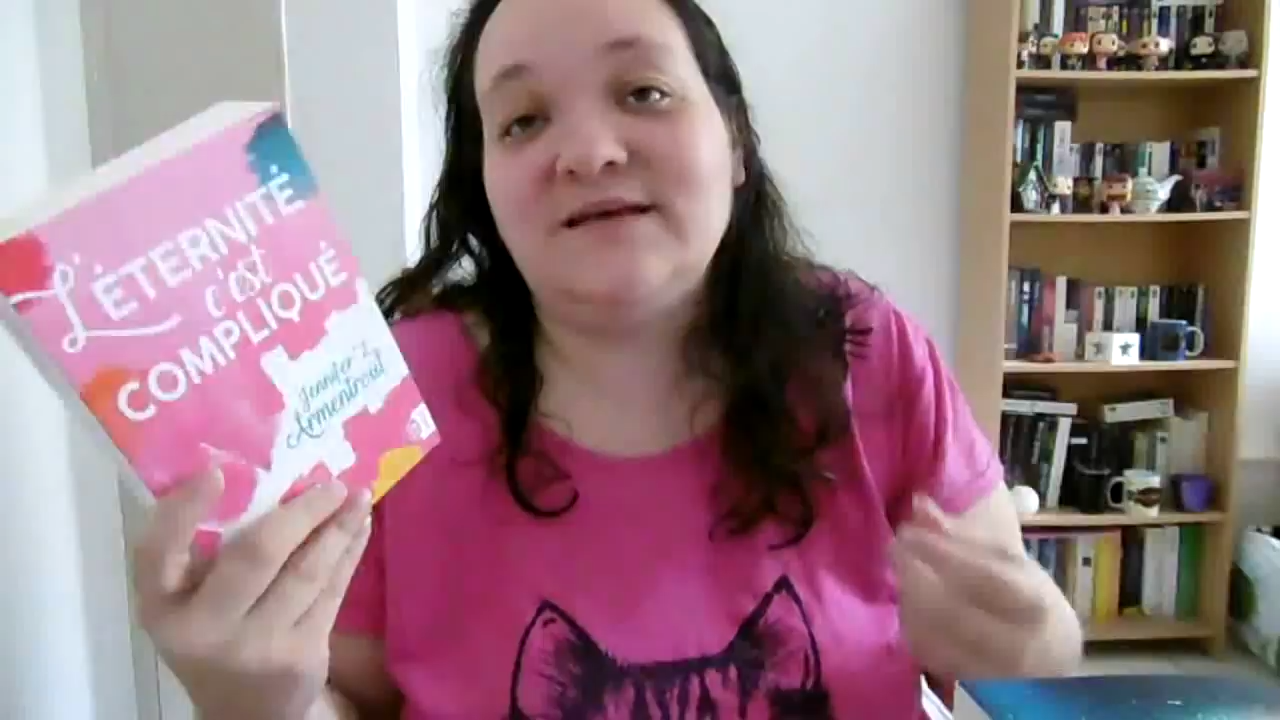 L'ÉTERNITÉ
c'est
COMPLIQUÉ
Jennifer L.
Armentrout